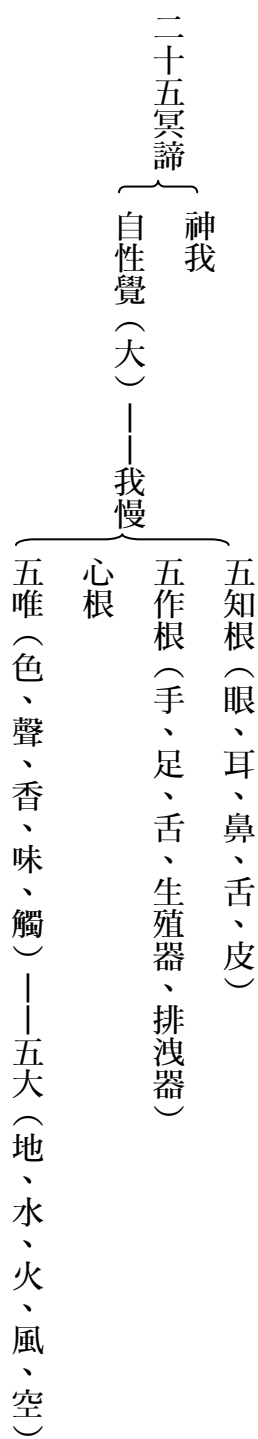 二十五冥諦
神我
自性覺（大）——我慢
五知根（眼、耳、鼻、舌、皮）
五作根（手、足、舌、生殖器、排洩器）
心根
五唯（色、聲、香、味、觸）——五大（地、水、火、風、空）